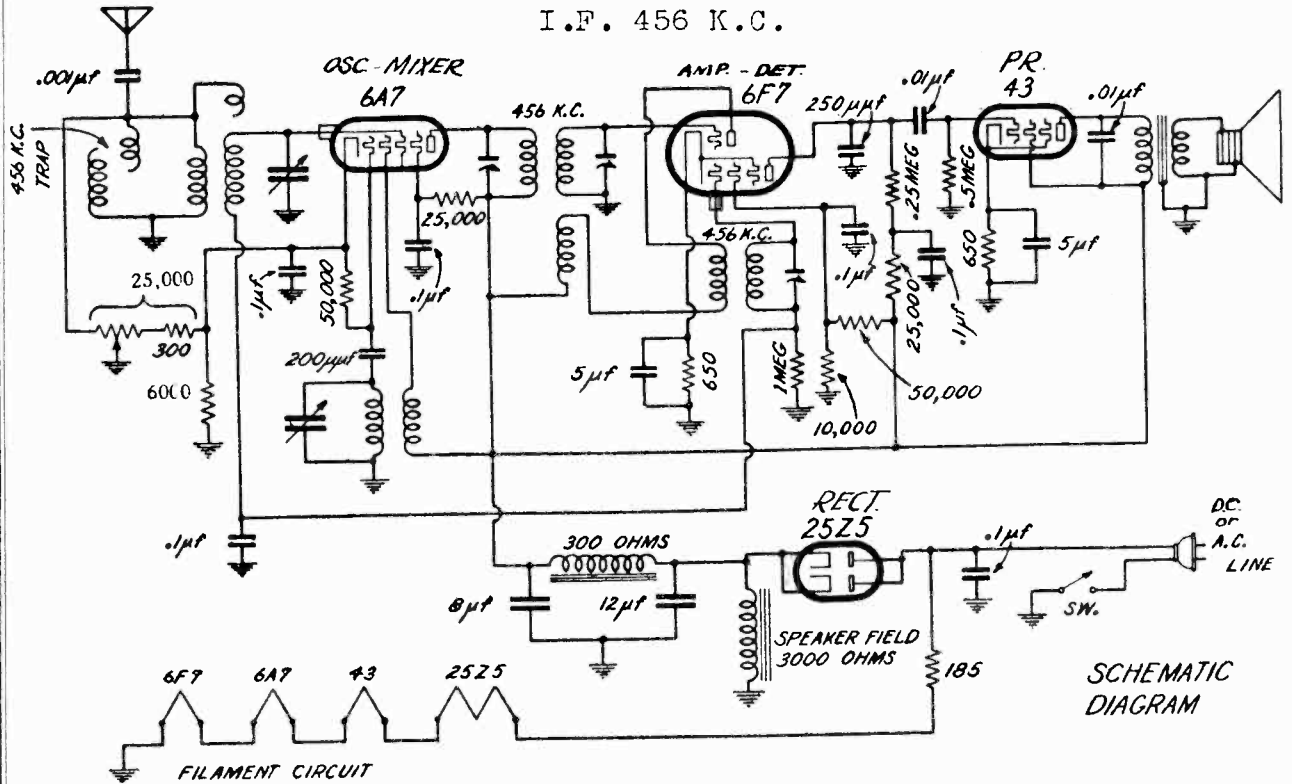 I.F. 456 K.C.
.001µf
OSC-MIXER
6A7
AMP.-DET.
6F7
PR.
43
456 K.C.
TRAP
456 K.C.
250µµf
.01µf
.01µf
25,000
.25MEG
.5MEG
456 K.C.
.1µf
.1µf
.1µf
25,000
50,000
650
5µf
300
200µµf
6000
5µf
650
1MEG
10,000
50,000
25,000
.1µf
.1µf
300 OHMS
8µf
12µf
RECT.
25Z5
.1µf
SW.
D.C.
or
A.C.
LINE
SPEAKER FIELD
3000 OHMS
185
SCHEMATIC
DIAGRAM
6F7
6A7
43
25Z5
FILAMENT CIRCUIT